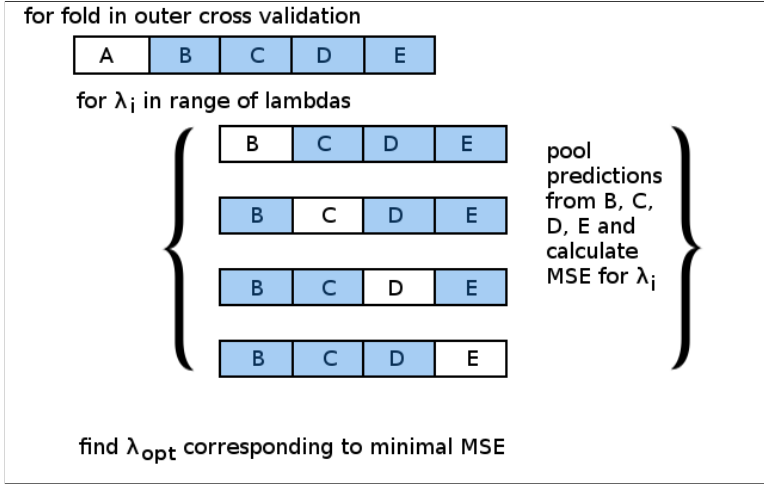 for fold in outer cross validation
A B C D E
for λi in range of lambdas
B C D E
B C D E
B C D E
B C D E
pool
predictions
from B, C,
D, E and
calculate
MSE for λi
find λopt corresponding to minimal MSE